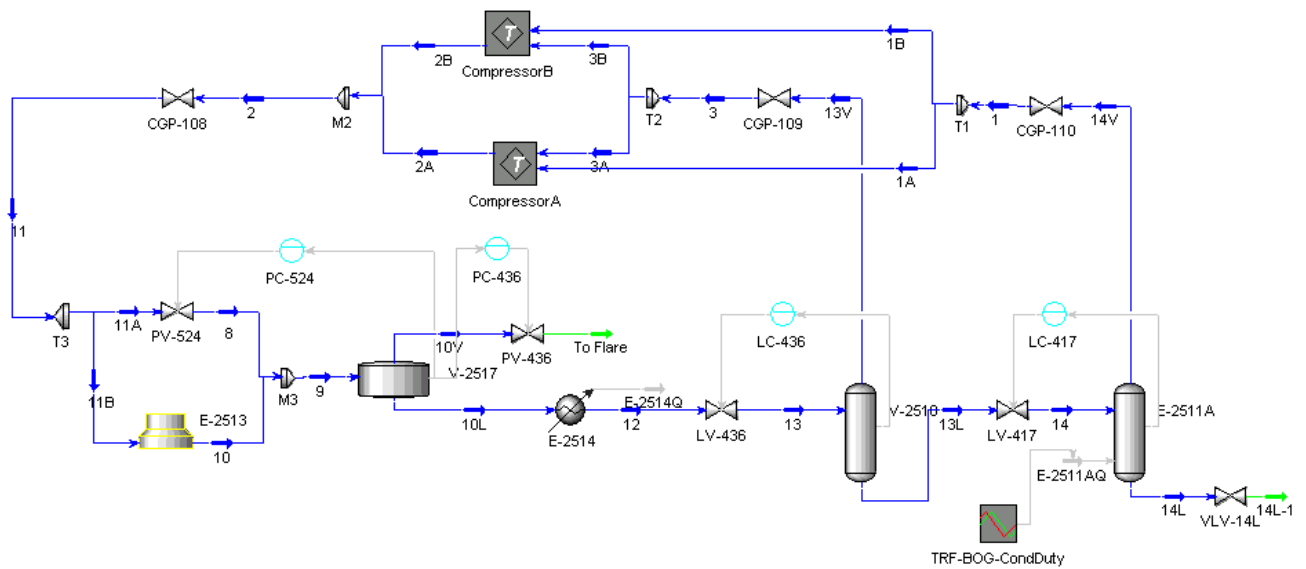 1B
2B
3B
CompressorB
2
CGP-108
M2
T2
3
CGP-109
13V
T1
1
CGP-110
14V
2A
3A
1A
CompressorA
11
PC-524
PC-436
T3
11A
PV-524
8
10V
PV-436
To Flare
LC-436
LC-417
M3
9
V-2517
11B
E-2513
10
10L
E-2514
E-2514Q
12
LV-436
13
13L
LV-417
14
E-2511A
E-2511AQ
14L
VLV-14L
14L-1
TRF-BOG-CondDuty